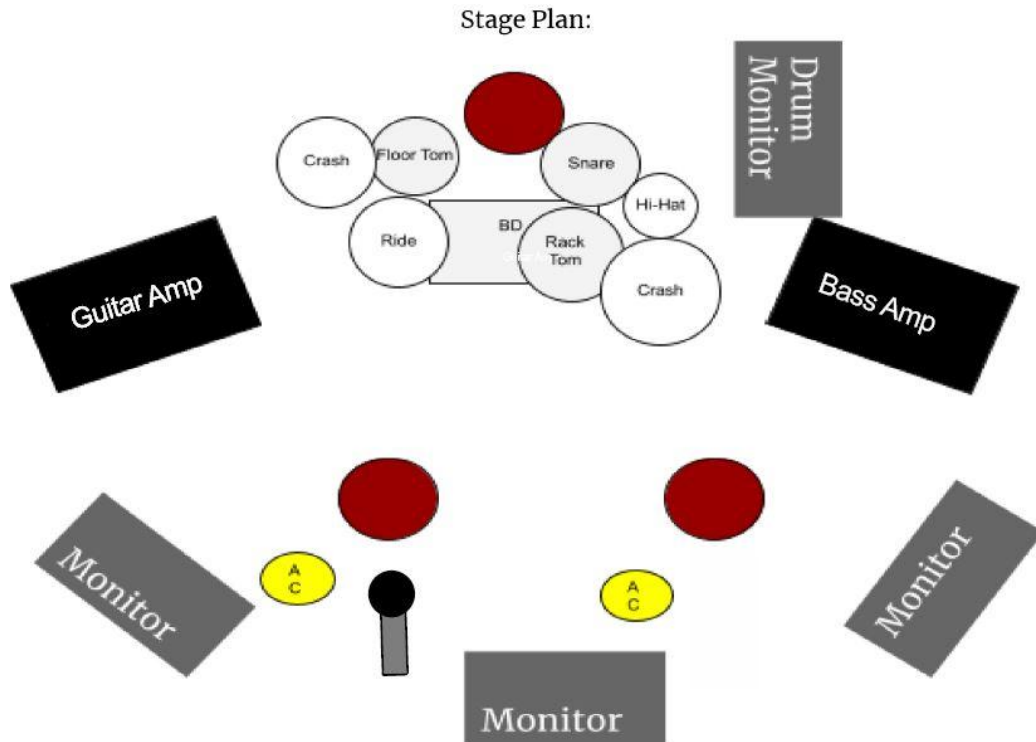 Stage Plan:
Drum
Monitor
Crash
Floor Tom
Snare
Hi-Hat
Ride
BD
Rack
Tom
Crash
Guitar Amp
Bass Amp
Monitor
A
C
A
C
Monitor
Monitor